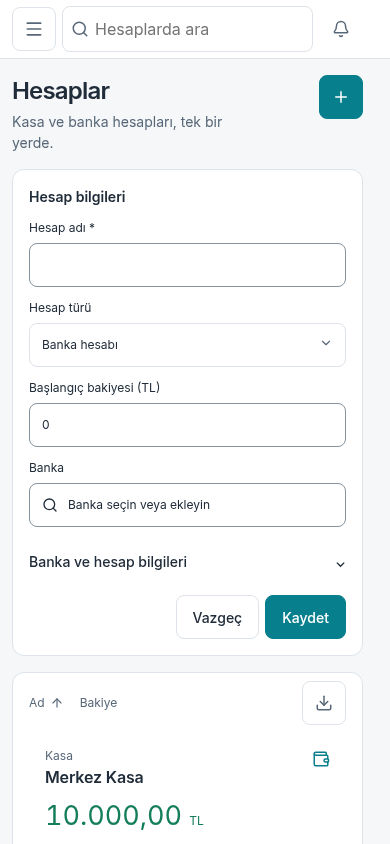 Hesaplarda ara
Hesaplar
Kasa ve banka hesapları, tek bir
yerde.
Hesap bilgileri
Hesap adı *
Hesap türü
Banka hesabı
Başlangıç bakiyesi (TL)
0
Banka
Banka seçin veya ekleyin
Banka ve hesap bilgileri
Vazgeç Kaydet
Ad Bakiye
Kasa
Merkez Kasa
10.000,00 TL